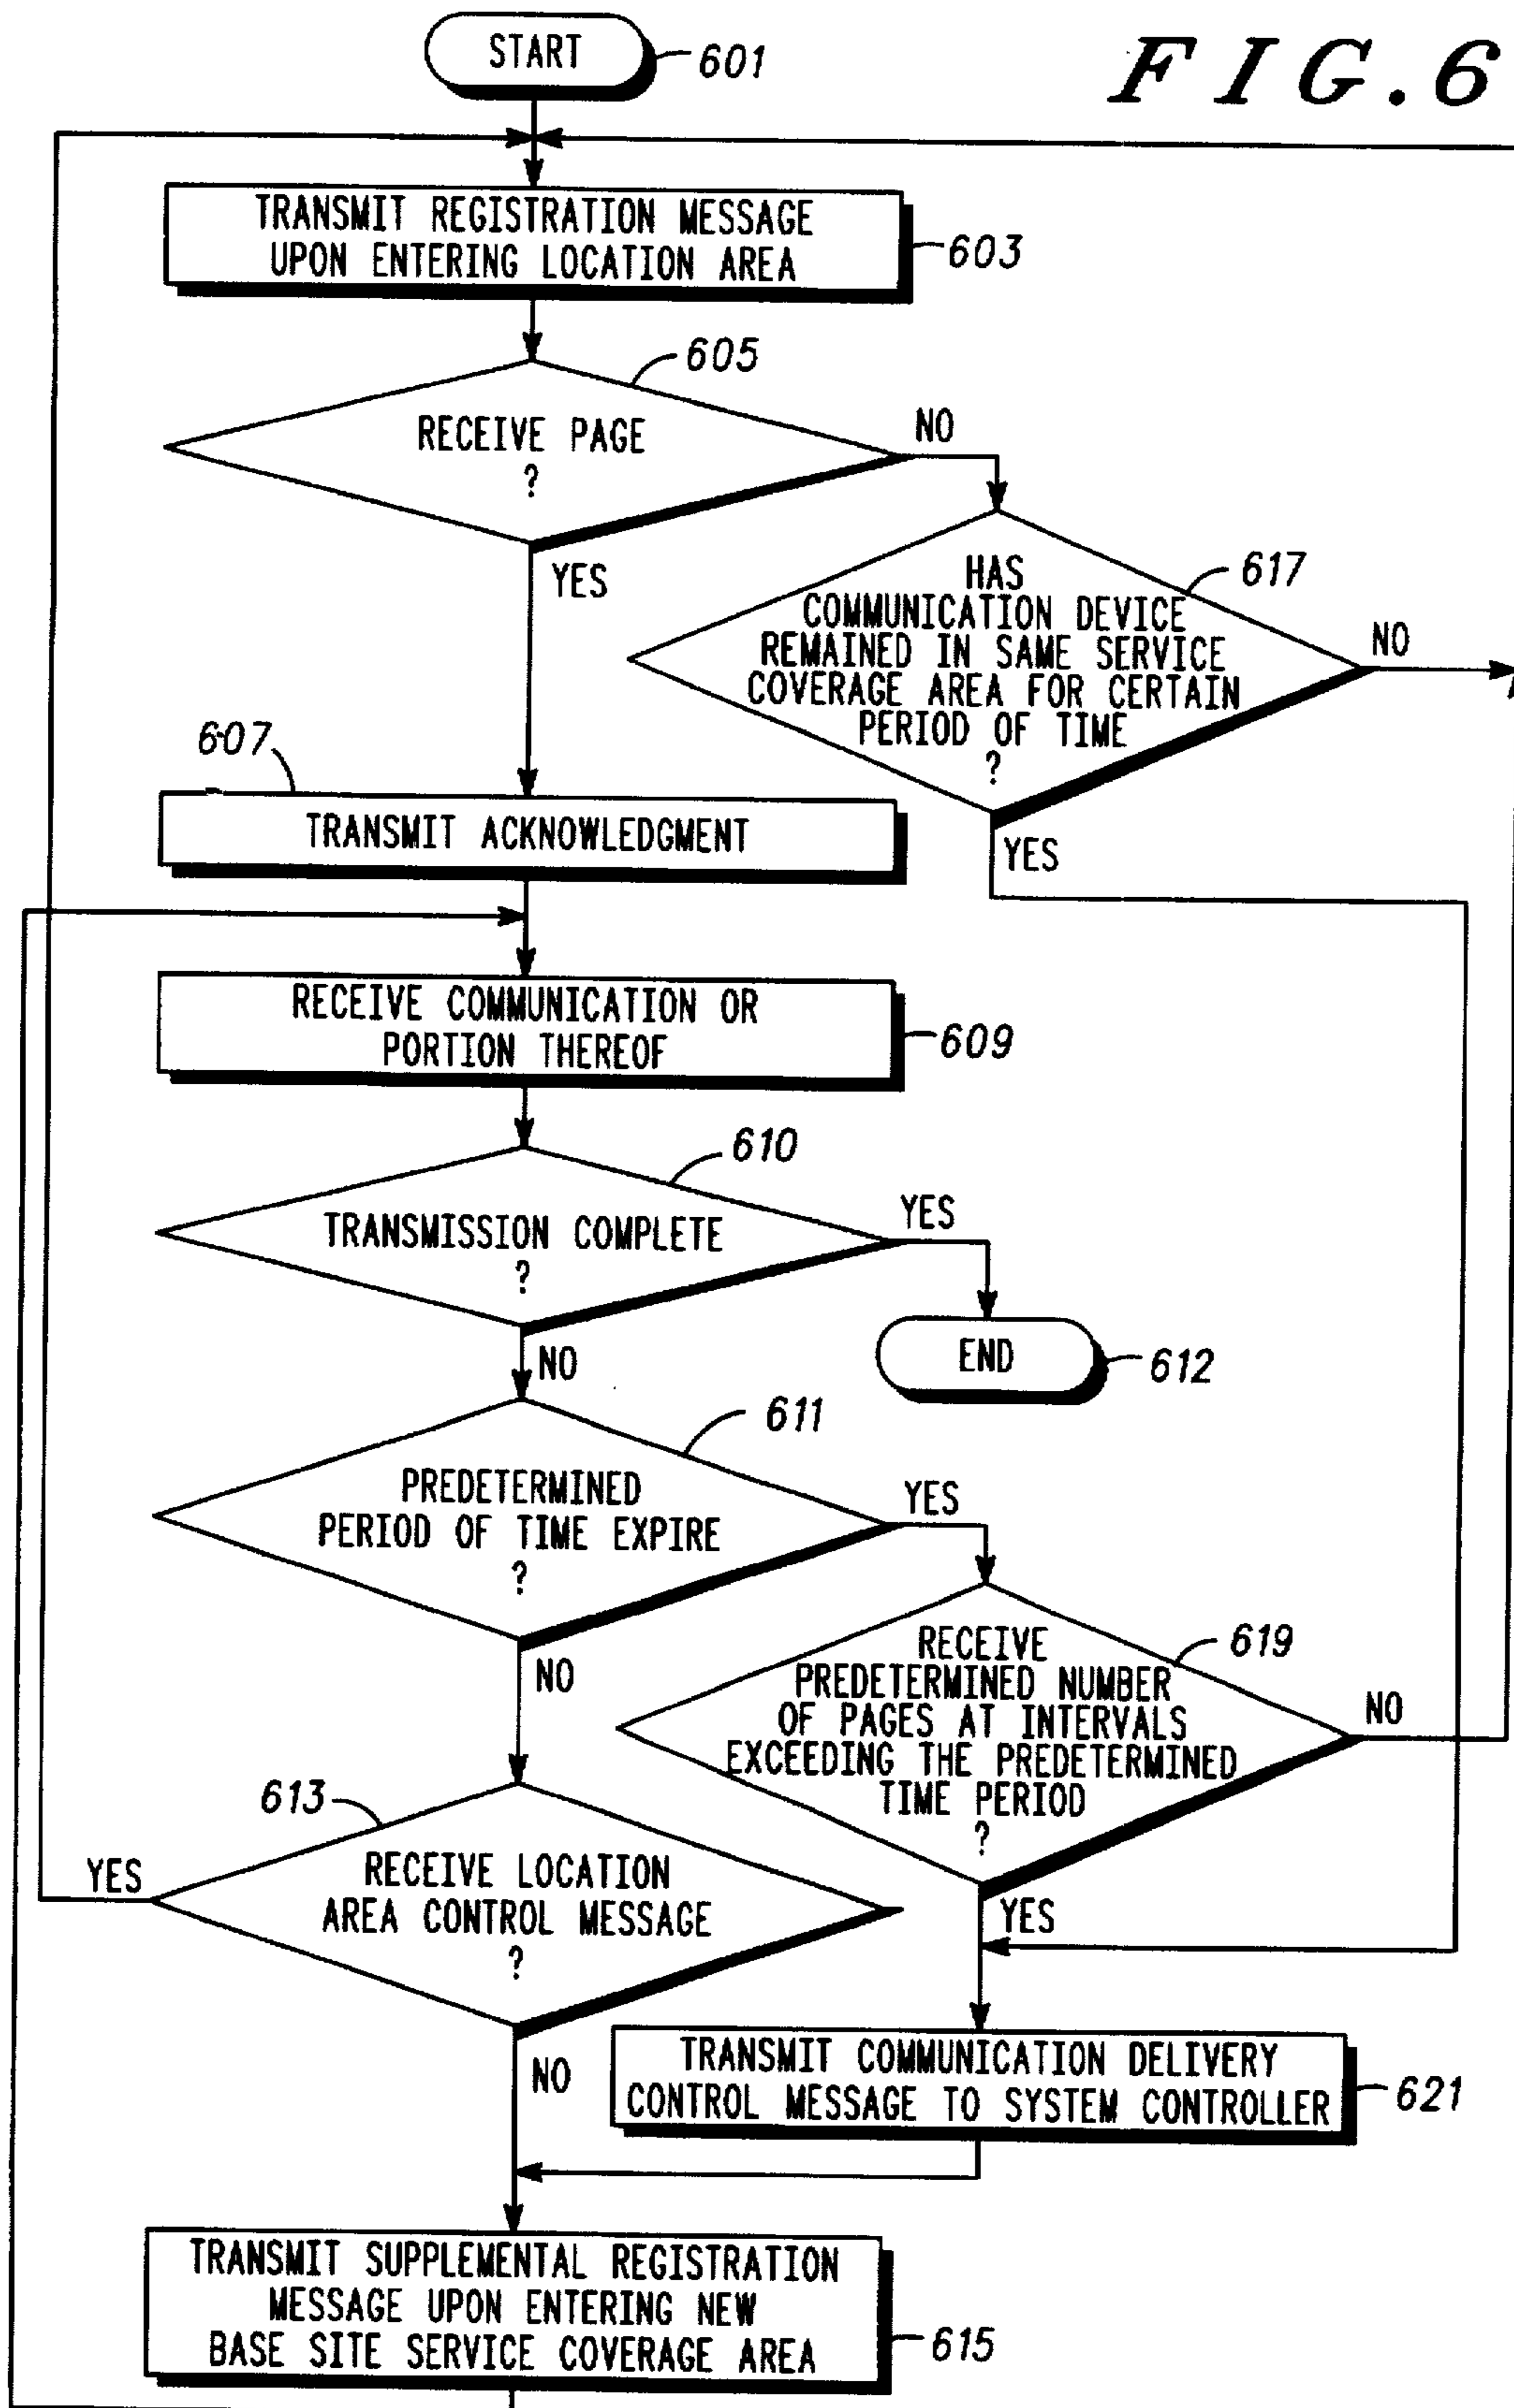 START
601
FIG.6
TRANSMIT REGISTRATION MESSAGE
UPON ENTERING LOCATION AREA
603
605
RECEIVE PAGE
?
NO
YES
617
HAS
COMMUNICATION DEVICE
REMAINED IN SAME SERVICE
COVERAGE AREA FOR CERTAIN
PERIOD OF TIME
?
NO
YES
607
TRANSMIT ACKNOWLEDGMENT
RECEIVE COMMUNICATION OR
PORTION THEREOF
609
610
TRANSMISSION COMPLETE
?
YES
NO
END
612
611
PREDETERMINED
PERIOD OF TIME EXPIRE
?
YES
NO
619
RECEIVE
PREDETERMINED NUMBER
OF PAGES AT INTERVALS
EXCEEDING THE PREDETERMINED
TIME PERIOD
?
NO
YES
613
RECEIVE LOCATION
AREA CONTROL MESSAGE
?
YES
NO
TRANSMIT COMMUNICATION DELIVERY
CONTROL MESSAGE TO SYSTEM CONTROLLER
621
TRANSMIT SUPPLEMENTAL REGISTRATION
MESSAGE UPON ENTERING NEW
BASE SITE SERVICE COVERAGE AREA
615